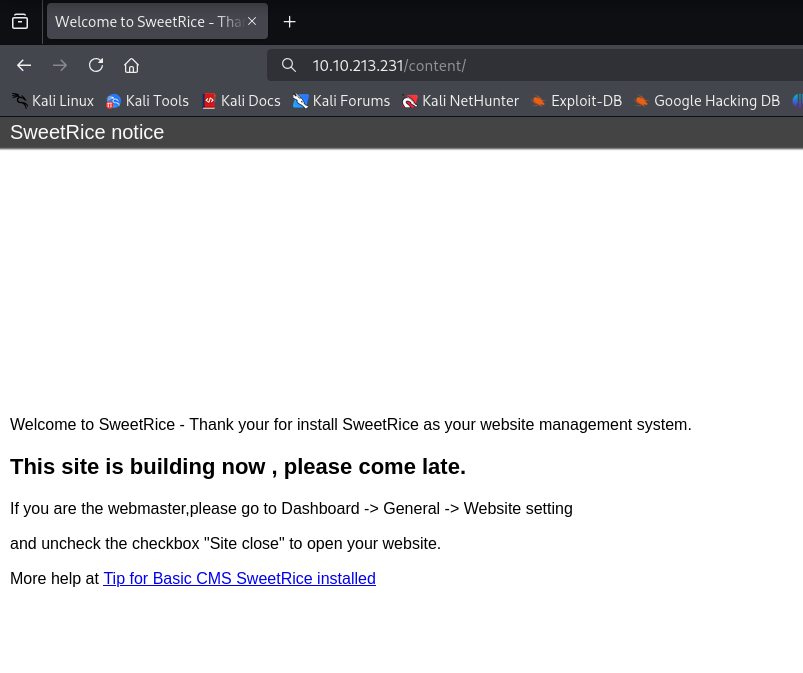 Welcome to SweetRice - Tha
10.10.213.231/content/
Kali Linux Kali Tools Kali Docs Kali Forums Kali NetHunter Exploit-DB Google Hacking DB
SweetRice notice
Welcome to SweetRice - Thank your for install SweetRice as your website management system.
This site is building now , please come late.
If you are the webmaster,please go to Dashboard -> General -> Website setting
and uncheck the checkbox "Site close" to open your website.
More help at Tip for Basic CMS SweetRice installed